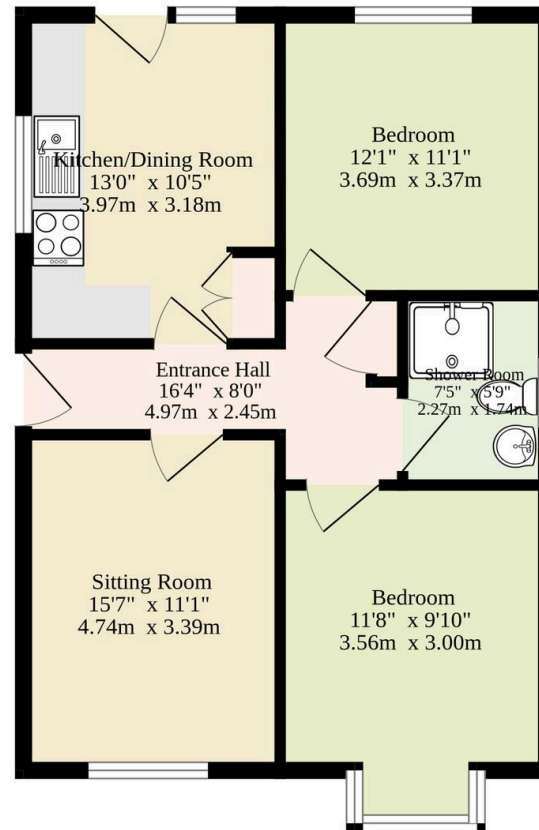 Kitchen/Dining Room
13'0" x 10'5"
3.97m x 3.18m
Bedroom
12'1" x 11'1"
3.69m x 3.37m
Entrance Hall
16'4" x 8'0"
4.97m x 2.45m
Shower Room
7'5" x 5'9"
2.27m x 1.74m
Sitting Room
15'7" x 11'1"
4.74m x 3.39m
Bedroom
11'8" x 9'10"
3.56m x 3.00m